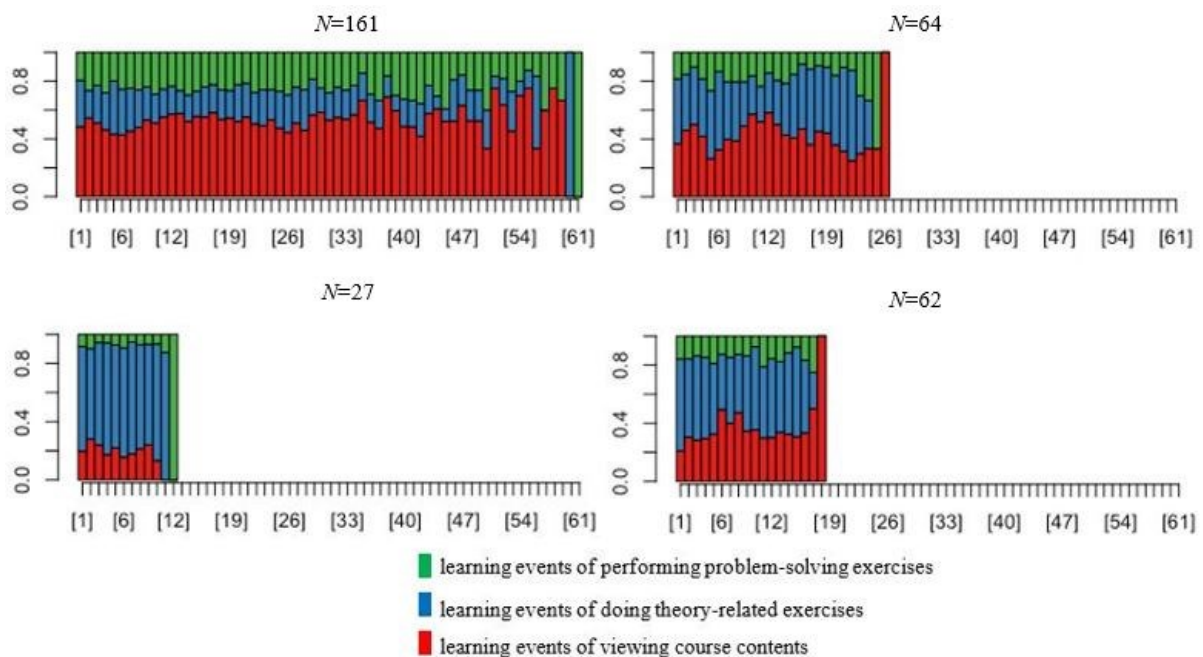 N=161
N=64
0.0 0.4 0.8
[1] [6] [12] [19] [26] [33] [40] [47] [54] [61]
0.0 0.4 0.8
[1] [6] [12] [19] [26] [33] [40] [47] [54] [61]
N=27
N=62
0.0 0.4 0.8
[1] [6] [12] [19] [26] [33] [40] [47] [54] [61]
0.0 0.4 0.8
[1] [6] [12] [19] [26] [33] [40] [47] [54] [61]
learning events of performing problem-solving exercises
learning events of doing theory-related exercises
learning events of viewing course contents